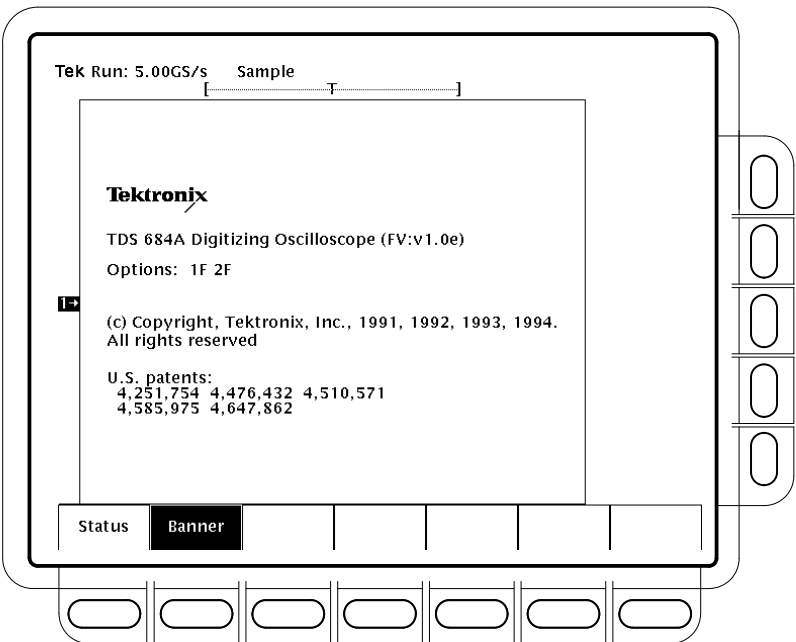 Tek Run: 5.00GS/s Sample
T
Tektronix
TDS 684A Digitizing Oscilloscope (FV:v1.0e)
Options: 1F 2F
1→
(c) Copyright, Tektronix, Inc., 1991, 1992, 1993, 1994.
All rights reserved
U.S. patents:
4,251,754 4,476,432 4,510,571
4,585,975 4,647,862
Status Banner